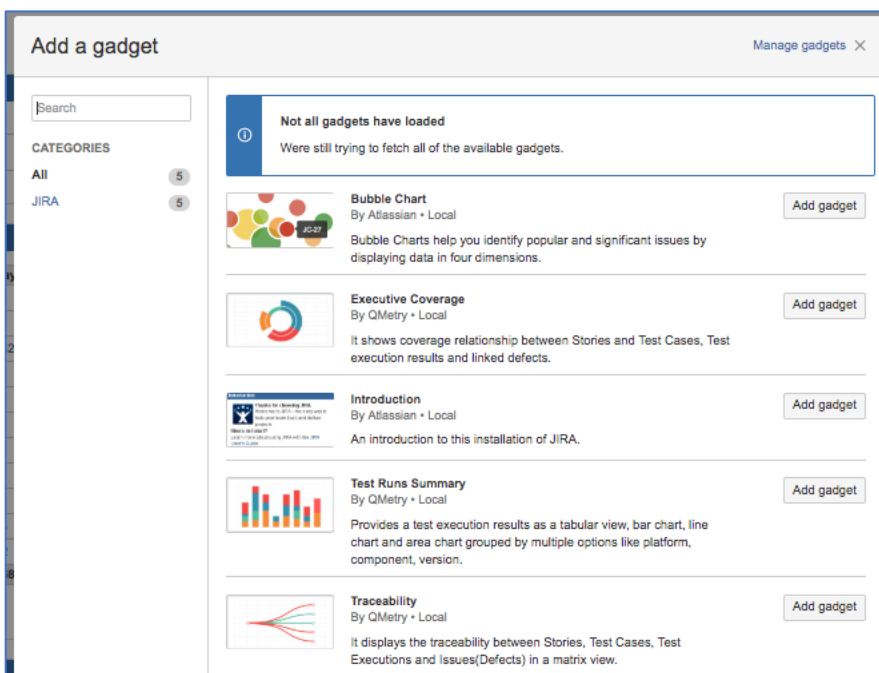 Add a gadget
Manage gadgets
Search
CATEGORIES
All 5
JIRA 5
Not all gadgets have loaded
Were still trying to fetch all of the available gadgets.
JC-27
Bubble Chart
By Atlassian • Local
Bubble Charts help you identify popular and significant issues by
displaying data in four dimensions.
Add gadget
Executive Coverage
By QMetry • Local
It shows coverage relationship between Stories and Test Cases, Test
execution results and linked defects.
Add gadget
Introduction
Thanks for choosing JIRA.
Introduction
By Atlassian • Local
An introduction to this installation of JIRA.
Add gadget
Test Runs Summary
By QMetry • Local
Provides a test execution results as a tabular view, bar chart, line
chart and area chart grouped by multiple options like platform,
component, version.
Add gadget
Traceability
By QMetry • Local
It displays the traceability between Stories, Test Cases, Test
Executions and Issues(Defects) in a matrix view.
Add gadget